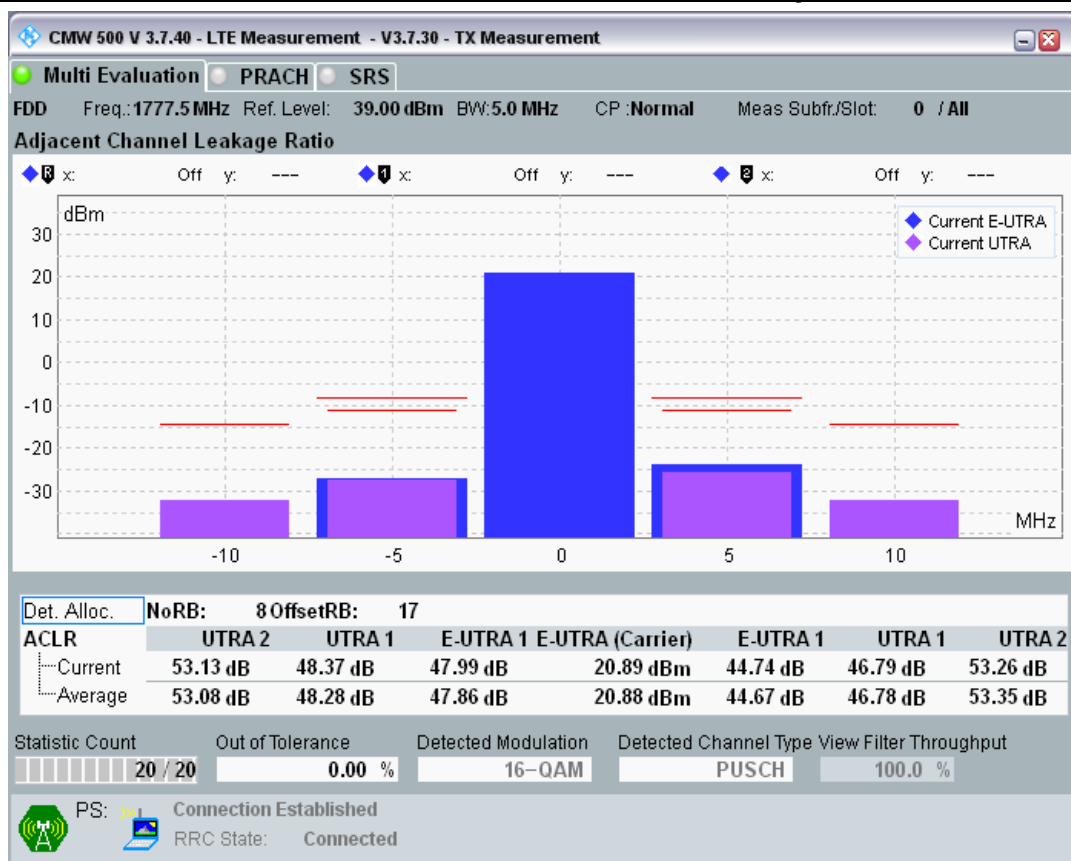 CMW 500 V 3.7.40 - LTE Measurement - V3.7.30 - TX Measurement
Multi Evaluation PRACH SRS
FDD Freq.: 1777.5 MHz Ref. Level: 39.00 dBm BW: 5.0 MHz CP : Normal Meas Subfr./Slot: 0 / All
Adjacent Channel Leakage Ratio
R x: Off y: --- 1 x: Off y: --- 2 x: Off y: ---
dBm
Current E-UTRA
Current UTRA
30
20
10
0
-10
-20
-30
MHz
-10 -5 0 5 10
Det. Alloc. NoRB: 8 OffsetRB: 17
ACLR UTRA 2 UTRA 1 E-UTRA 1 E-UTRA (Carrier) E-UTRA 1 UTRA 1 UTRA 2
Current 53.13 dB 48.37 dB 47.99 dB 20.89 dBm 44.74 dB 46.79 dB 53.26 dB
Average 53.08 dB 48.28 dB 47.86 dB 20.88 dBm 44.67 dB 46.78 dB 53.35 dB
Statistic Count Out of Tolerance Detected Modulation Detected Channel Type View Filter Throughput
20 / 20 0.00 % 16-QAM PUSCH 100.0 %
PS: Connection Established
RRC State: Connected